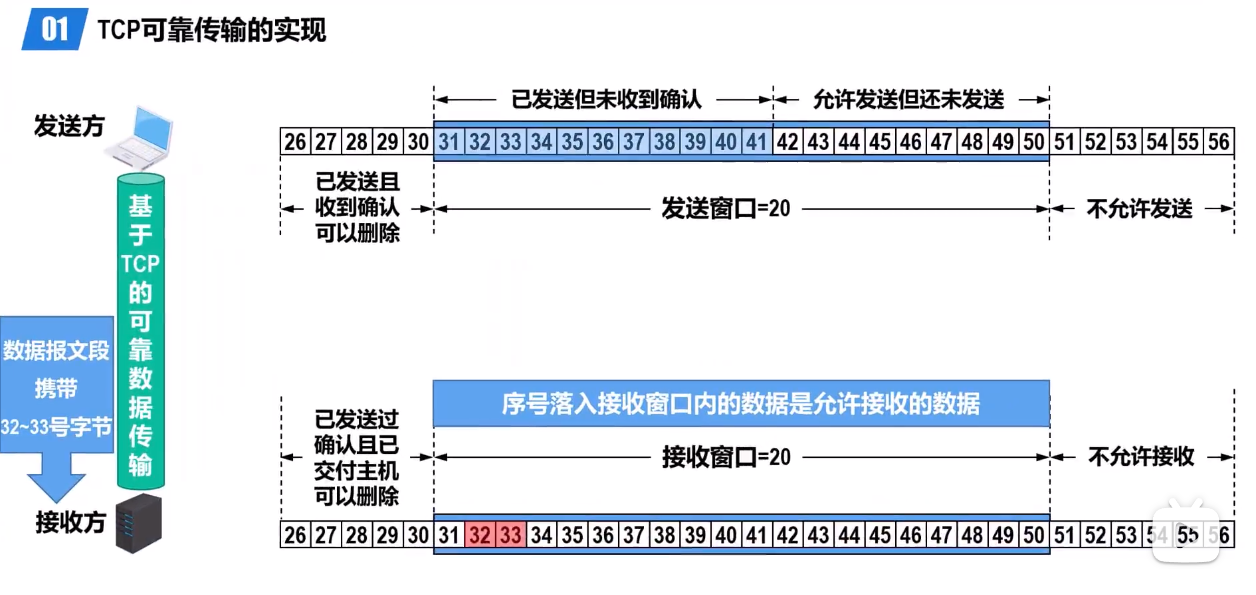 01 TCP可靠传输的实现
已发送但未收到确认 允许发送但还未发送
发送方
26 27 28 29 30 31 32 33 34 35 36 37 38 39 40 41 42 43 44 45 46 47 48 49 50 51 52 53 54 55 56
已发送且
收到确认
可以删除
发送窗口=20
不允许发送
基于TCP的可靠数据传输
数据报文段
携带
32~33号字节
接收方
序号落入接收窗口内的数据是允许接收的数据
已发送过
确认且已
交付主机
可以删除
接收窗口=20
不允许接收
26 27 28 29 30 31 32 33 34 35 36 37 38 39 40 41 42 43 44 45 46 47 48 49 50 51 52 53 54 55 56